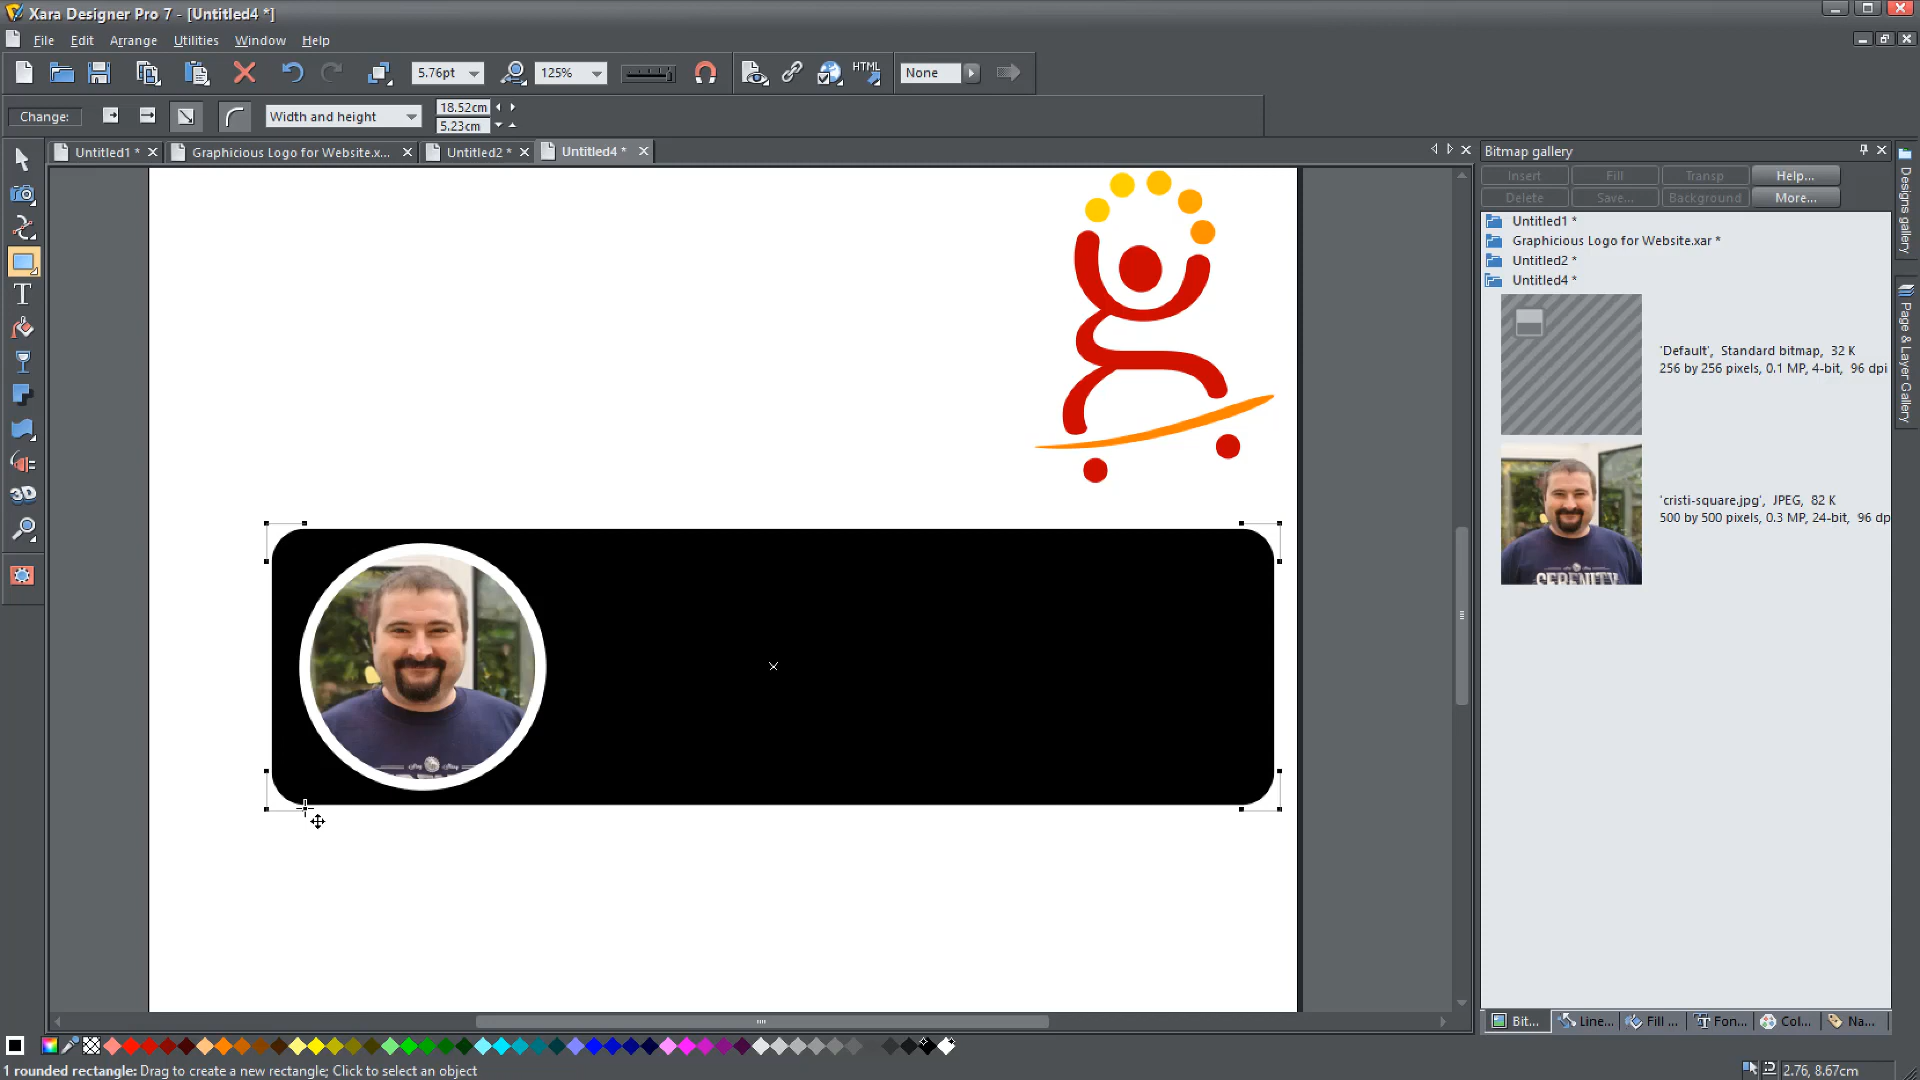 Xara Designer Pro 7 - [Untitled4 *]
File Edit Arrange Utilities Window Help
5.76pt 125% HTML None
Change: Width and height 18.52cm
5.23cm
Untitled1 * Graphicious Logo for Website.x... Untitled2 * Untitled4 *
Bitmap gallery
Insert Fill Transp Help...
Delete Save... Background More...
Untitled1 *
Graphicious Logo for Website.xar *
Untitled2 *
Untitled4 *
'Default', Standard bitmap, 32 K
256 by 256 pixels, 0.1 MP, 4-bit, 96 dpi
'cristi-square.jpg', JPEG, 82 K
500 by 500 pixels, 0.3 MP, 24-bit, 96 dp
SERENITY
Designs gallery
Page & Layer Gallery
T
3D
Bit... Line... Fill ... Fon... Col... Na...
1 rounded rectangle: Drag to create a new rectangle; Click to select an object
2.76, 8.67cm